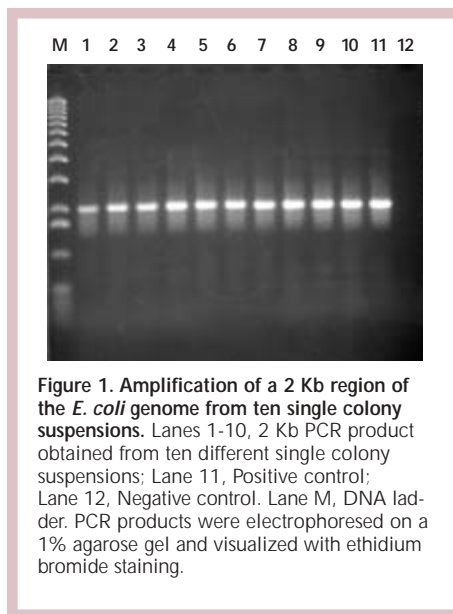 M 1 2 3 4 5 6 7 8 9 10 11 12
Figure 1. Amplification of a 2 Kb region of
the E. coli genome from ten single colony
suspensions. Lanes 1-10, 2 Kb PCR product
obtained from ten different single colony
suspensions; Lane 11, Positive control;
Lane 12, Negative control. Lane M, DNA lad-
der. PCR products were electrophoresed on a
1% agarose gel and visualized with ethidium
bromide staining.